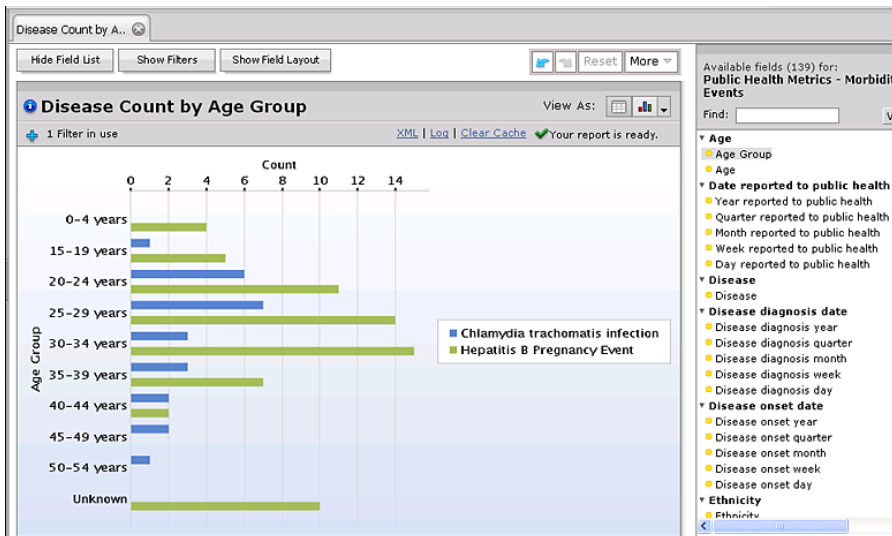 Disease Count by A..
Hide Field List
Show Filters
Show Field Layout
Reset
More
Disease Count by Age Group
View As:
1 Filter in use
XML | Log | Clear Cache
Your report is ready.
Count
0 2 4 6 8 10 12 14
Age Group
0-4 years
15-19 years
20-24 years
25-29 years
30-34 years
35-39 years
40-44 years
45-49 years
50-54 years
Unknown
Chlamydia trachomatis infection
Hepatitis B Pregnancy Event
Available fields (139) for:
Public Health Metrics - Morbidit
Events
Find:
V
Age
Age Group
Age
Date reported to public health
Year reported to public health
Quarter reported to public health
Month reported to public health
Week reported to public health
Day reported to public health
Disease
Disease
Disease diagnosis date
Disease diagnosis year
Disease diagnosis quarter
Disease diagnosis month
Disease diagnosis week
Disease diagnosis day
Disease onset date
Disease onset year
Disease onset quarter
Disease onset month
Disease onset week
Disease onset day
Ethnicity
Ethnicity